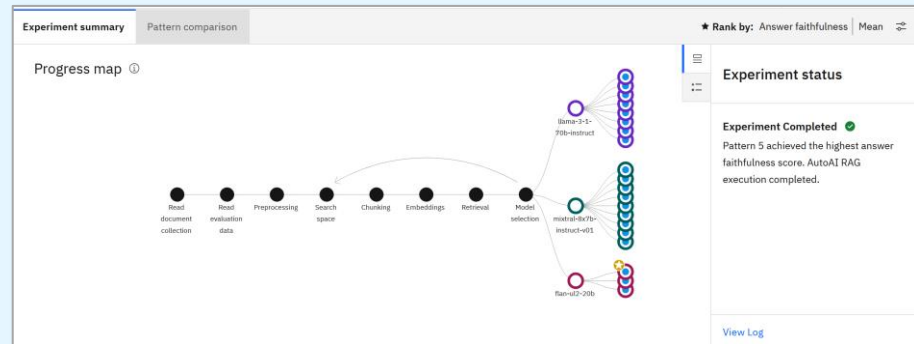 Experiment summary
Pattern comparison
★ Rank by: Answer faithfulness | Mean
Progress map
Experiment status
Experiment Completed
Pattern 5 achieved the highest answer
faithfulness score. AutoAI RAG
execution completed.
llama-3-1-
70b-instruct
Read
document
collection
Read
evaluation
data
Preprocessing
Search
space
Chunking
Embeddings
Retrieval
Model
selection
mixtral-8x7b-
instruct-v01
flan-ul2-20b
View Log